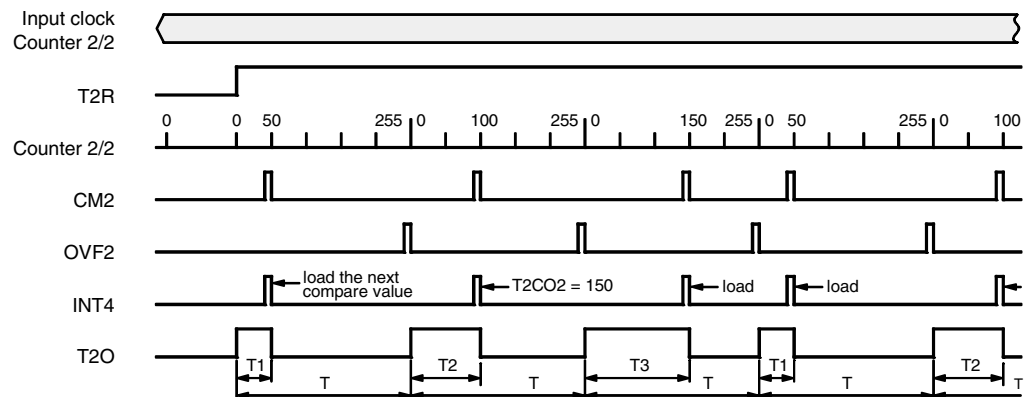 Input clock
Counter 2/2
T2R
0 0 50 255 0 100 255 0 150 255 0 50 255 0 100
Counter 2/2
CM2
OVF2
INT4
load the next
compare value
T2CO2 = 150
load
load
T2O
T1 T2 T3 T1 T2
T T T T T